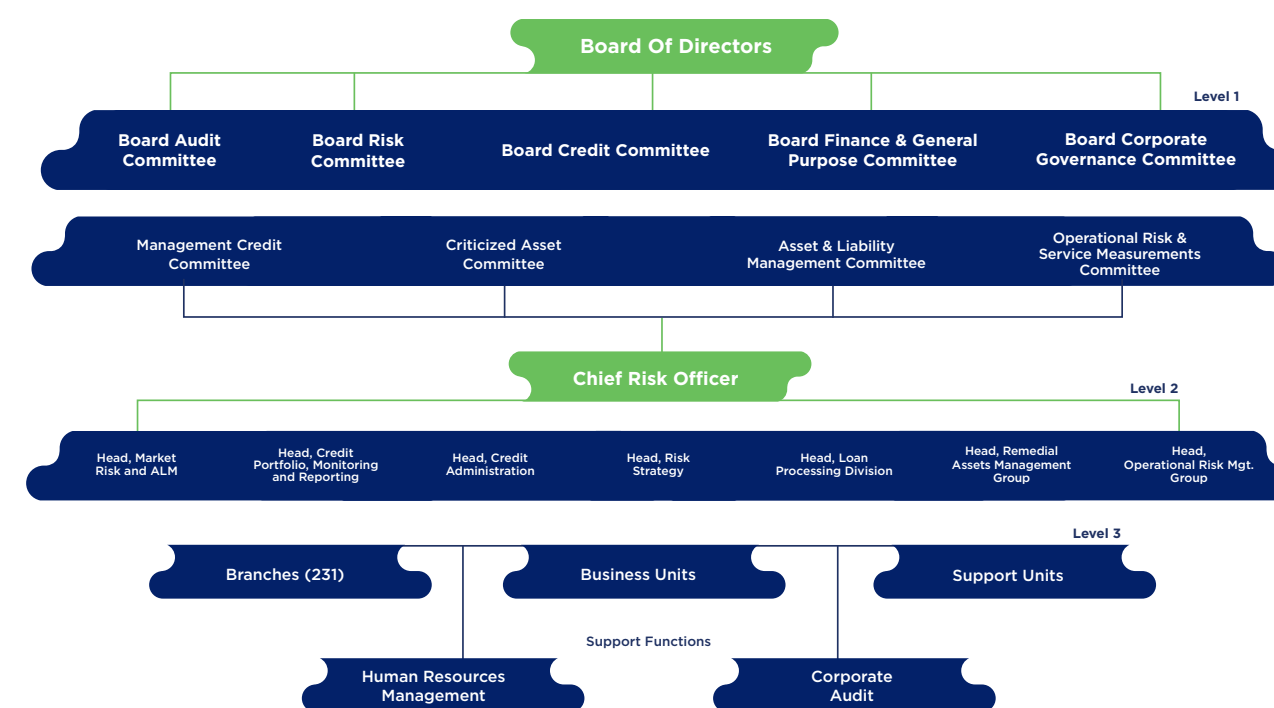 Board Of Directors
Level 1
Board Audit
Committee
Board Risk
Committee
Board Credit Committee
Board Finance & General
Purpose Committee
Board Corporate
Governance Committee
Management Credit
Committee
Criticized Asset
Committee
Asset & Liability
Management Committee
Operational Risk &
Service Measurements
Committee
Chief Risk Officer
Level 2
Head, Market
Risk and ALM
Head, Credit
Portfolio, Monitoring
and Reporting
Head, Credit
Administration
Head, Risk
Strategy
Head, Loan
Processing Division
Head, Remedial
Assets Management
Group
Head,
Operational Risk Mgt.
Group
Level 3
Branches (231)
Business Units
Support Units
Support Functions
Human Resources
Management
Corporate
Audit